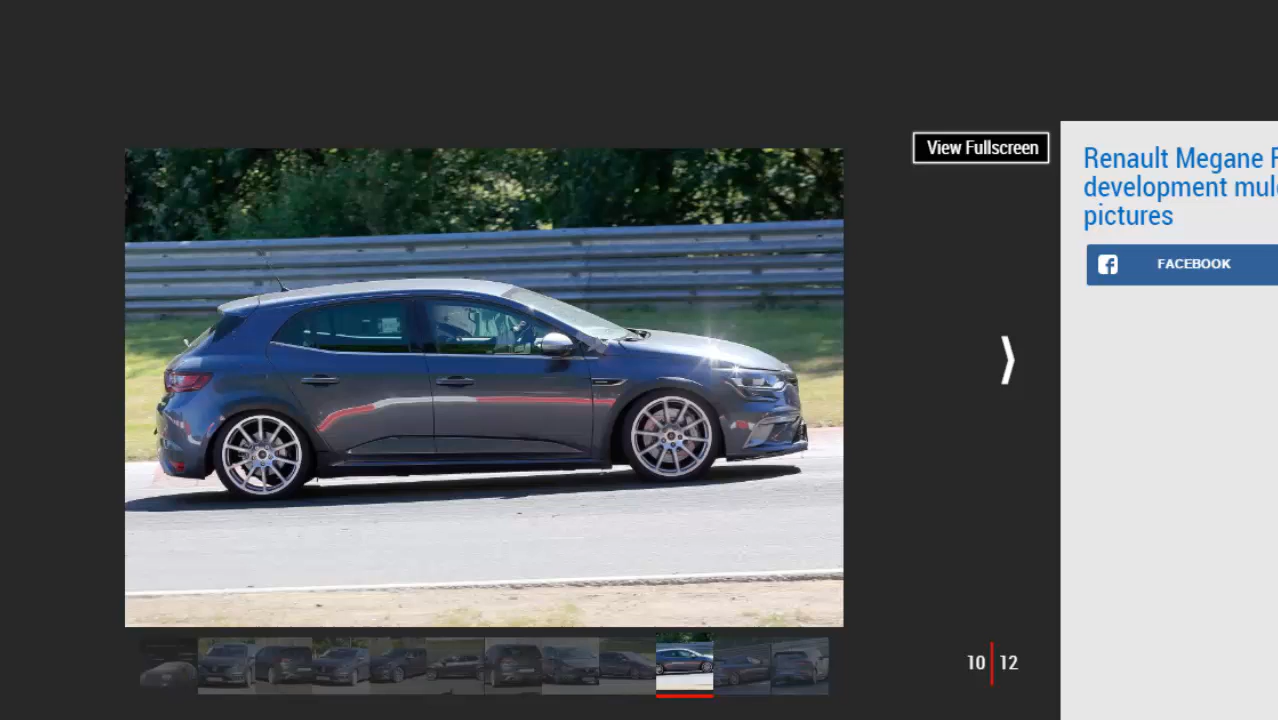 View Fullscreen
Renault Megane
development
pictures
FACEBOOK
10 12